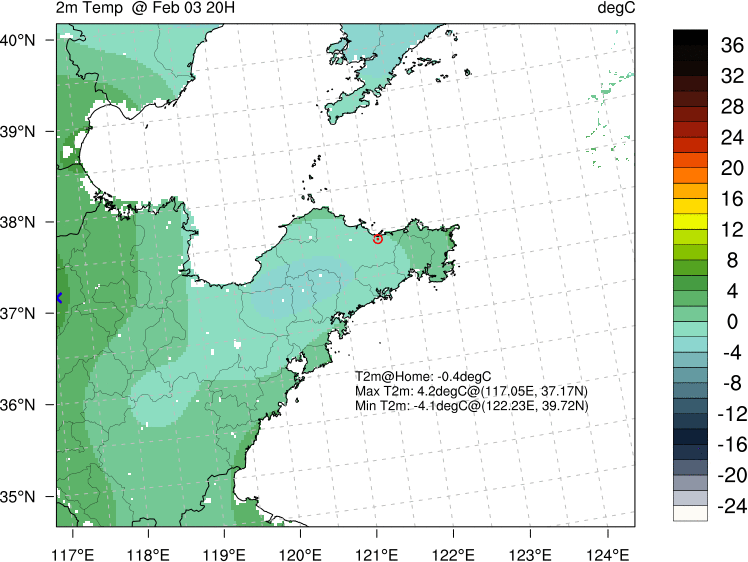 2m Temp @ Feb 03 20H
degC
40°N
39°N
38°N
37°N
36°N
35°N
117°E
118°E
119°E
120°E
121°E
122°E
123°E
124°E
T2m@Home: -0.4degC
Max T2m: 4.2degC@(117.05E, 37.17N)
Min T2m: -4.1degC@(122.23E, 39.72N)
36
32
28
24
20
16
12
8
4
0
-4
-8
-12
-16
-20
-24